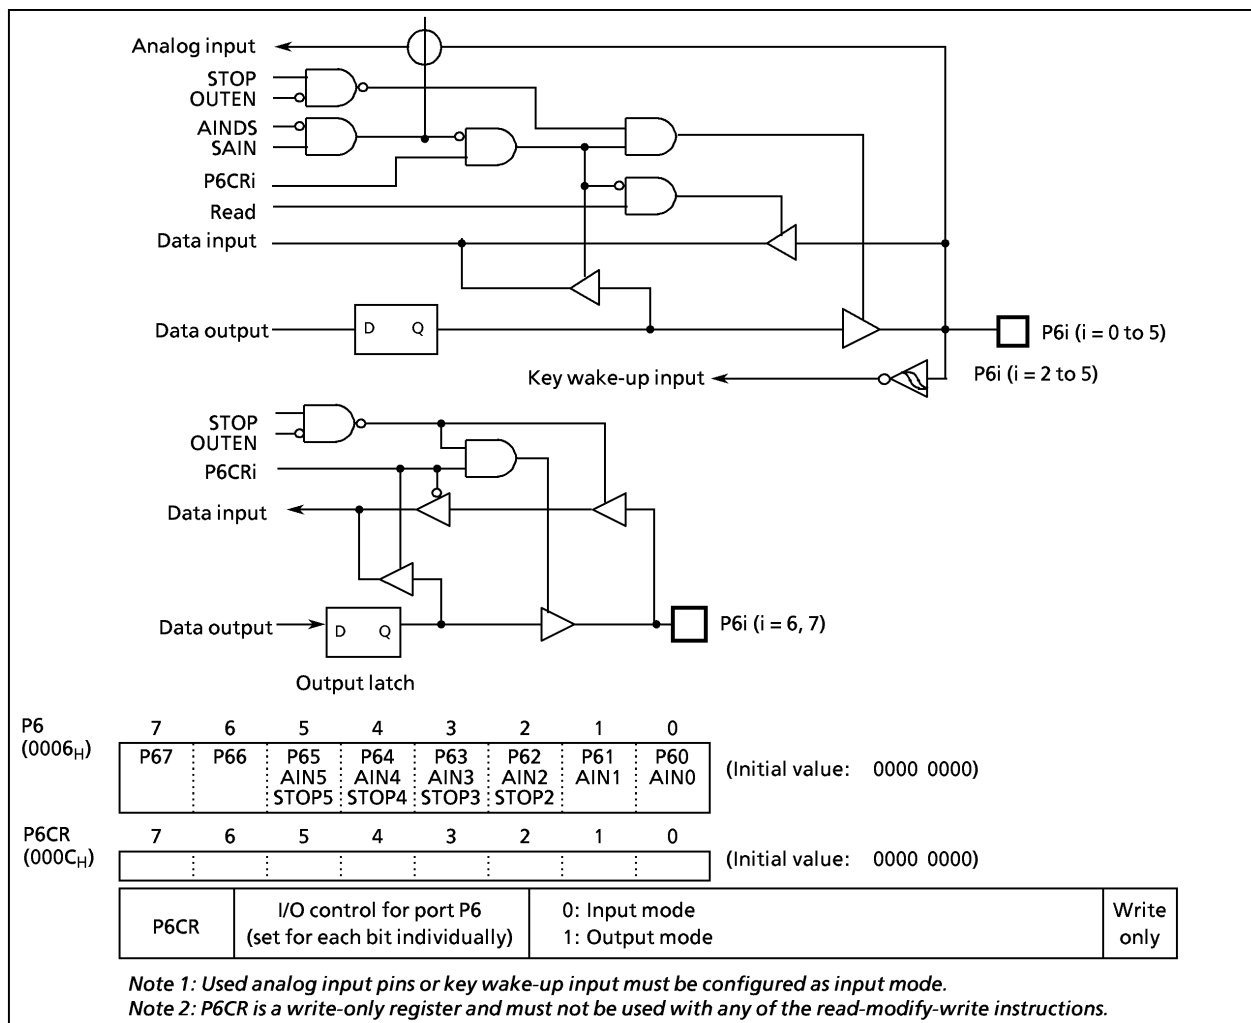 Analog input
STOP
OUTEN
AINDS
SAIN
P6CRi
Read
Data input
Data output
D Q
P6i (i = 0 to 5)
Key wake-up input
P6i (i = 2 to 5)
STOP
OUTEN
P6CRi
Data input
Data output
D Q
P6i (i = 6, 7)
Output latch
P6 7 6 5 4 3 2 1 0
(0006H)
P67 P66 P65 P64 P63 P62 P61 P60
AIN5 AIN4 AIN3 AIN2 AIN1 AIN0
STOP5 STOP4 STOP3 STOP2
(Initial value: 0000 0000)
P6CR 7 6 5 4 3 2 1 0
(000CH)
(Initial value: 0000 0000)
P6CR
I/O control for port P6
(set for each bit individually)
0: Input mode
1: Output mode
Write
only
Note 1: Used analog input pins or key wake-up input must be configured as input mode.
Note 2: P6CR is a write-only register and must not be used with any of the read-modify-write instructions.